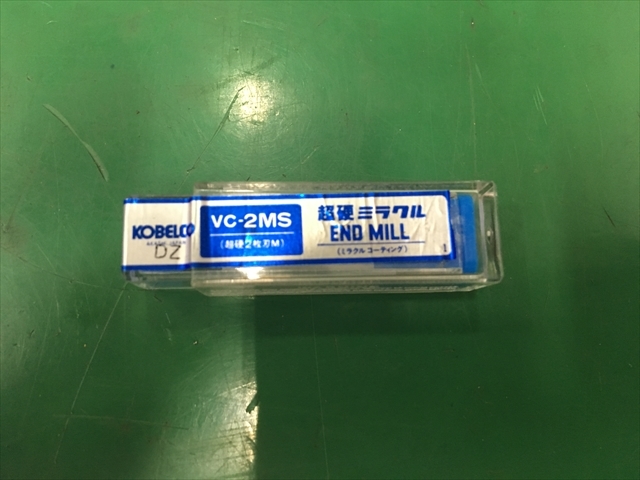 KOBELCO
DZ
VC-2MS
(超硬2枚刃M)
超硬ミラクル
END MILL
(ミラクルコーティング)
1